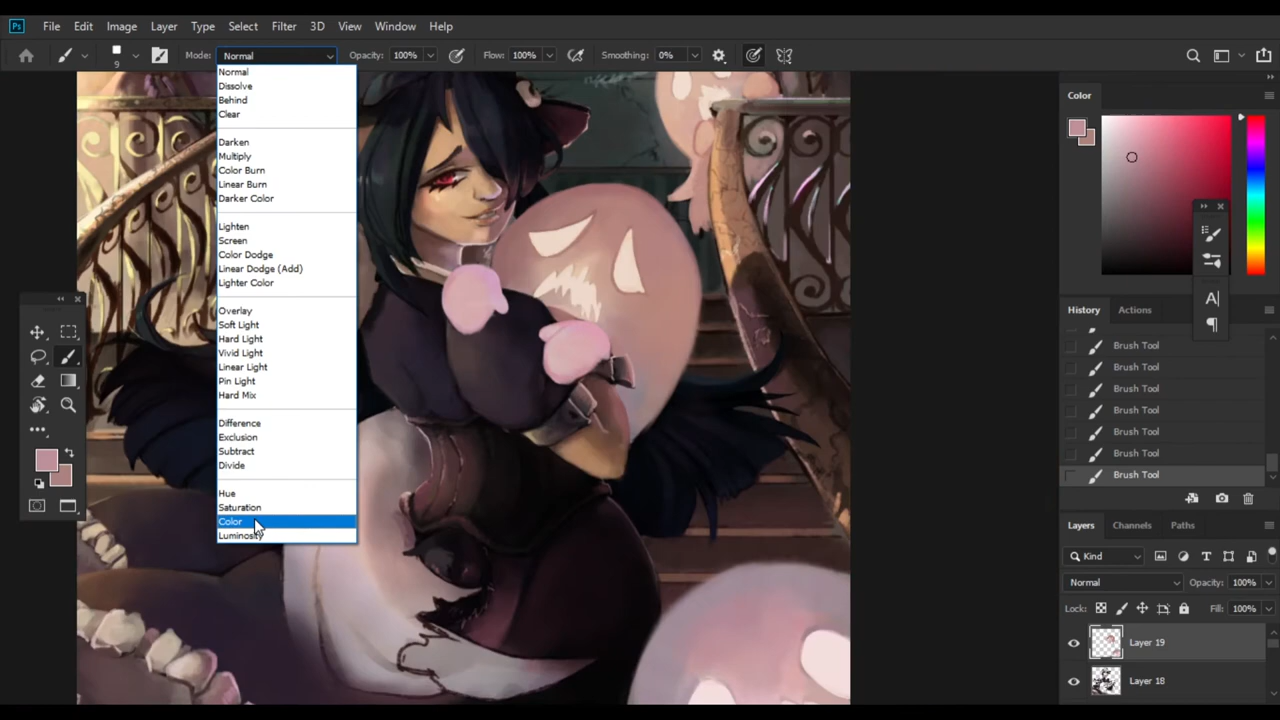 Ps File Edit Image Layer Type Select Filter 3D View Window Help
9 Mode: Normal Opacity: 100% Flow: 100% Smoothing: 0%
Normal
Dissolve
Behind
Clear
Darken
Multiply
Color Burn
Linear Burn
Darker Color
Lighten
Screen
Color Dodge
Linear Dodge (Add)
Lighter Color
Overlay
Soft Light
Hard Light
Vivid Light
Linear Light
Pin Light
Hard Mix
Difference
Exclusion
Subtract
Divide
Hue
Saturation
Color
Luminosity
Color
History Actions
Brush Tool
Brush Tool
Brush Tool
Brush Tool
Brush Tool
Brush Tool
Brush Tool
Layers Channels Paths
Kind
Normal Opacity: 100%
Lock: Fill: 100%
Layer 19
Layer 18